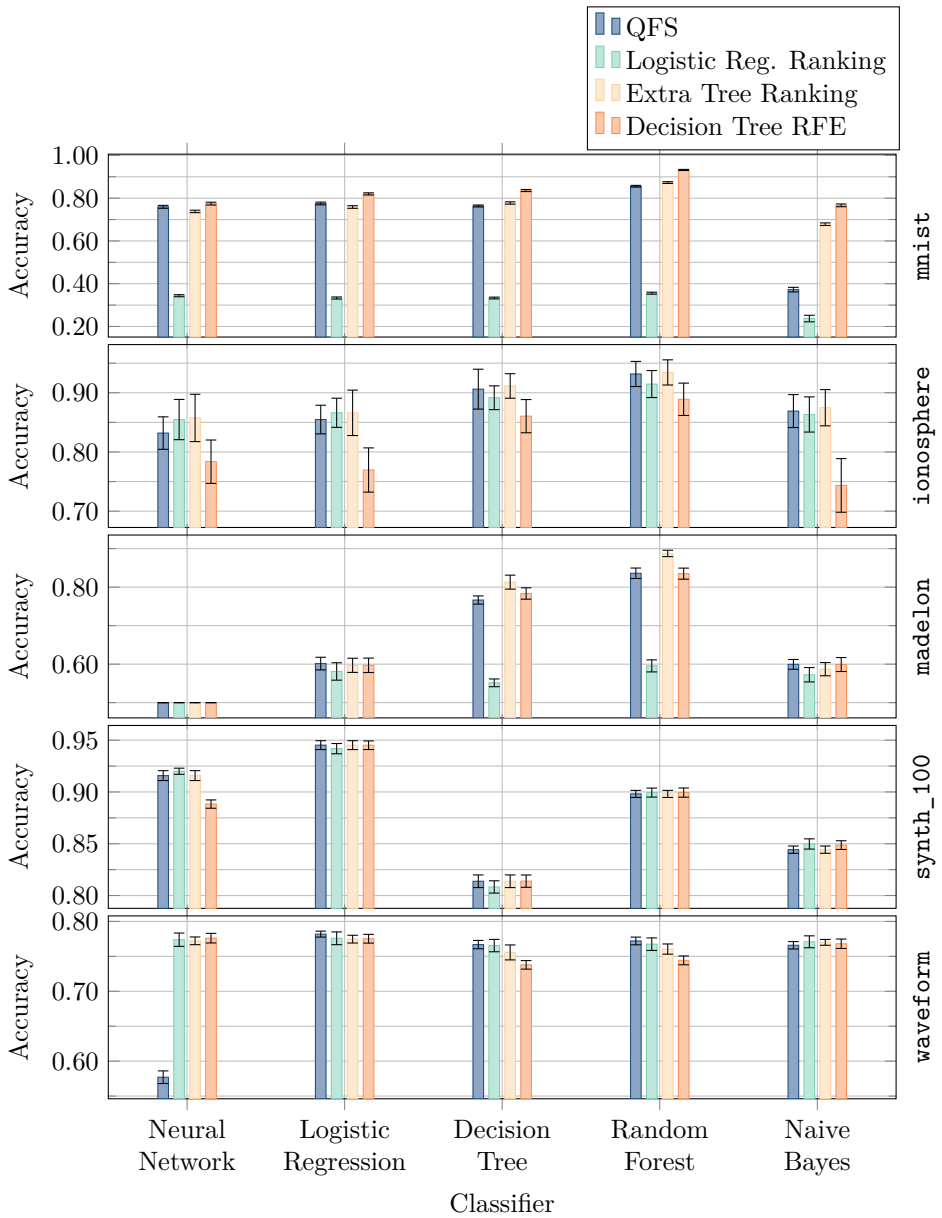 QFS
Logistic Reg. Ranking
Extra Tree Ranking
Decision Tree RFE
1.00
0.80
0.60
0.40
0.20
Accuracy
mnist
0.90
0.80
0.70
Accuracy
ionosphere
0.80
0.60
Accuracy
madelon
0.95
0.90
0.85
0.80
Accuracy
synth_100
0.80
0.70
0.60
Accuracy
waveform
Neural
Network
Logistic
Regression
Decision
Tree
Random
Forest
Naive
Bayes
Classifier